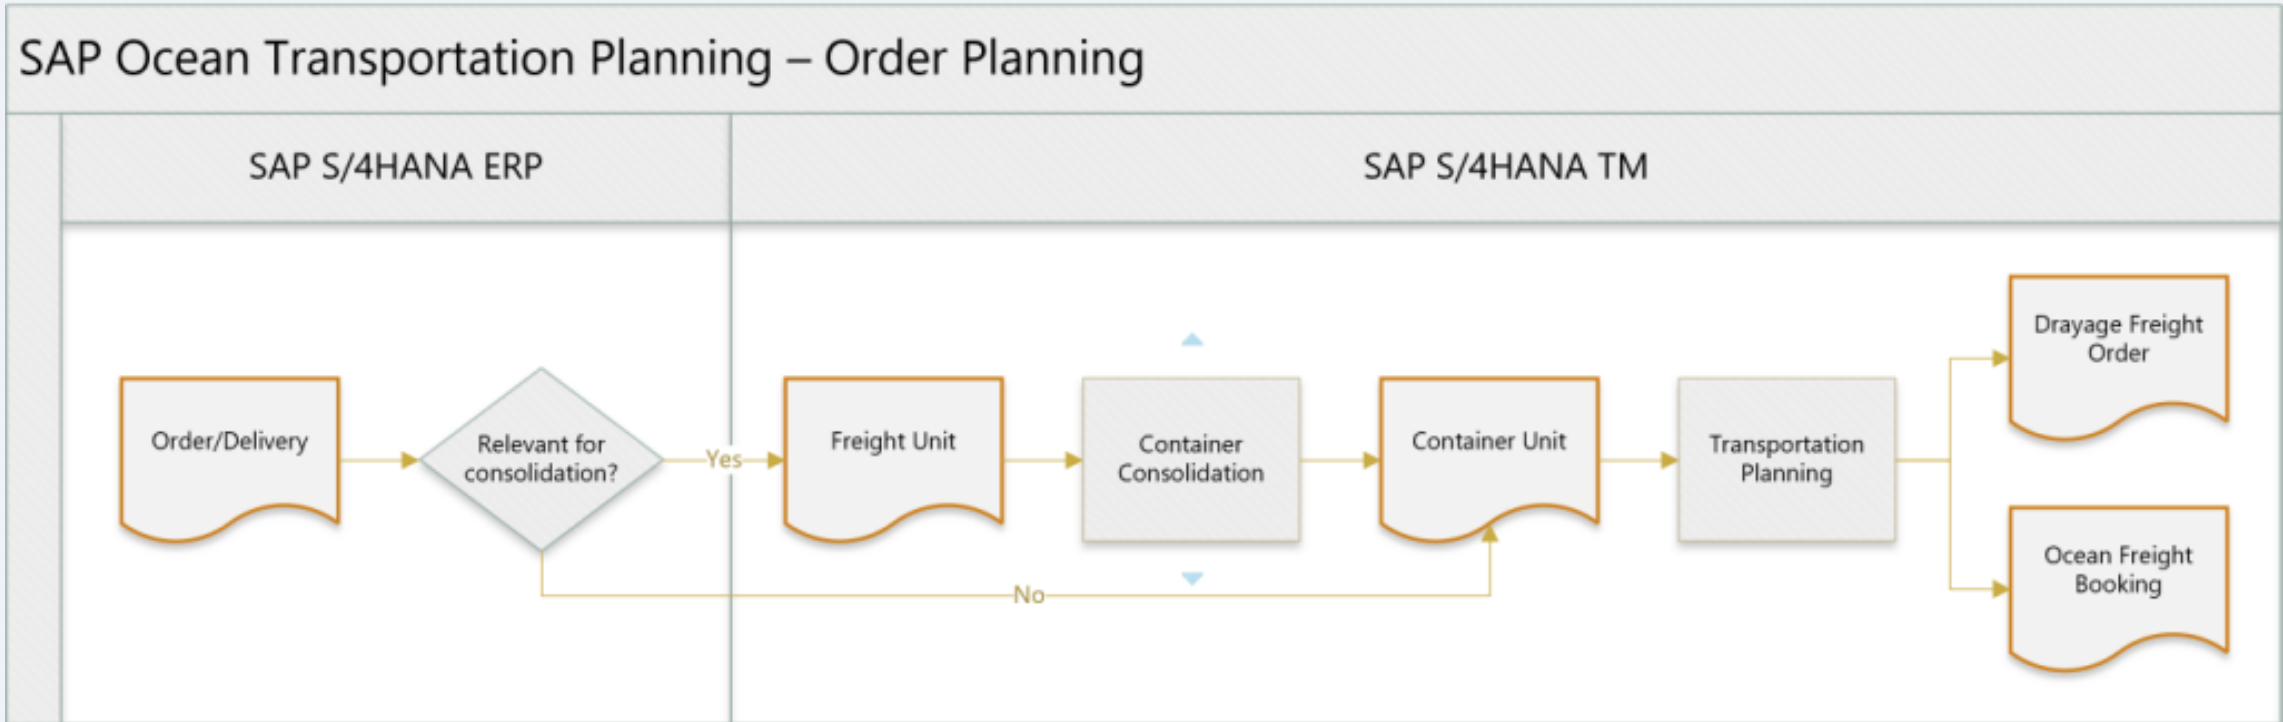 SAP Ocean Transportation Planning – Order Planning
SAP S/4HANA ERP
SAP S/4HANA TM
Order/Delivery
Relevant for
consolidation?
Yes
Freight Unit
Container
Consolidation
Container Unit
Transportation
Planning
Drayage Freight
Order
Ocean Freight
Booking
No